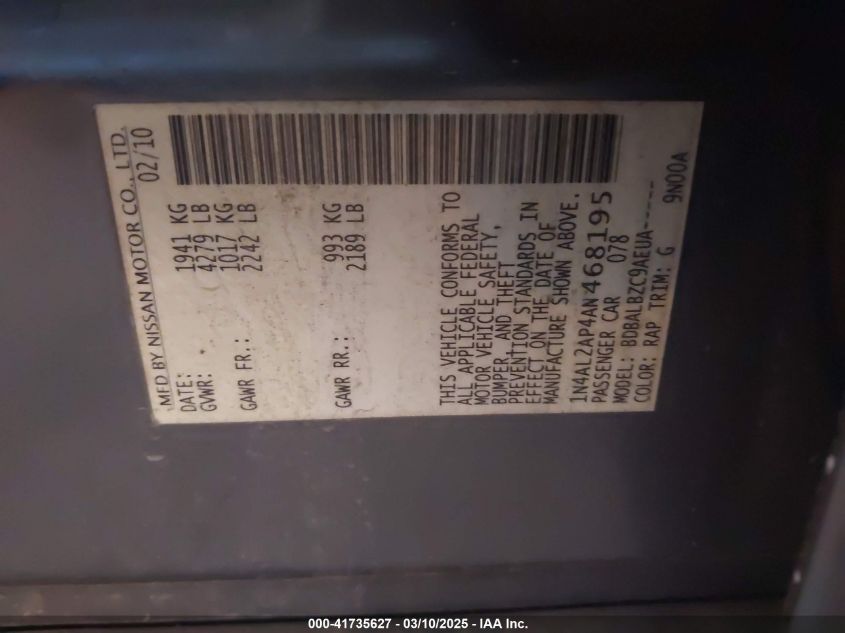 MFD BY NISSAN MOTOR CO., LTD.
DATE: 02/10
GVWR: 1941 KG
4279 LB
GAWR FR.: 1017 KG
2242 LB
GAWR RR.: 993 KG
2189 LB
THIS VEHICLE CONFORMS TO
ALL APPLICABLE FEDERAL
MOTOR VEHICLE SAFETY,
BUMPER, AND THEFT
PREVENTION STANDARDS IN
EFFECT ON THE DATE OF
MANUFACTURE SHOWN ABOVE.
1N4AL2AP4AN468195
PASSENGER CAR 078
MODEL: BDBALBZC9AEUA-----
COLOR: RAP TRIM: G 9N00A
000-41735627 - 03/10/2025 - IAA Inc.